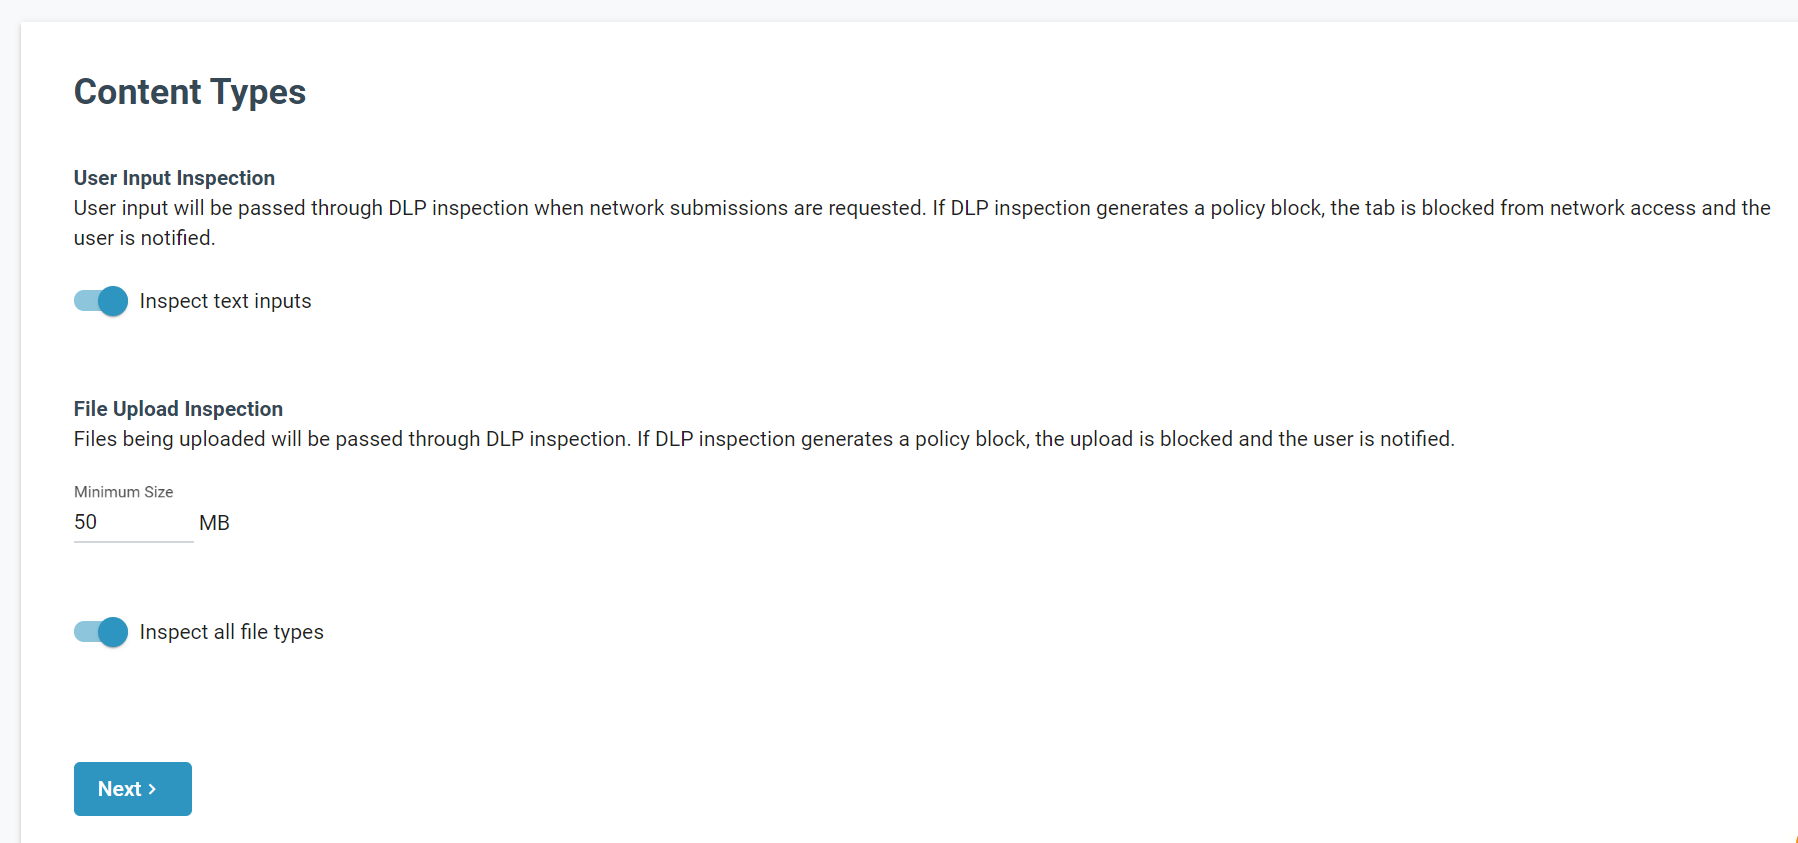 Content Types
User Input Inspection
User input will be passed through DLP inspection when network submissions are requested. If DLP inspection generates a policy block, the tab is blocked from network access and the
user is notified.
Inspect text inputs
File Upload Inspection
Files being uploaded will be passed through DLP inspection. If DLP inspection generates a policy block, the upload is blocked and the user is notified.
Minimum Size
50 MB
Inspect all file types
Next ›